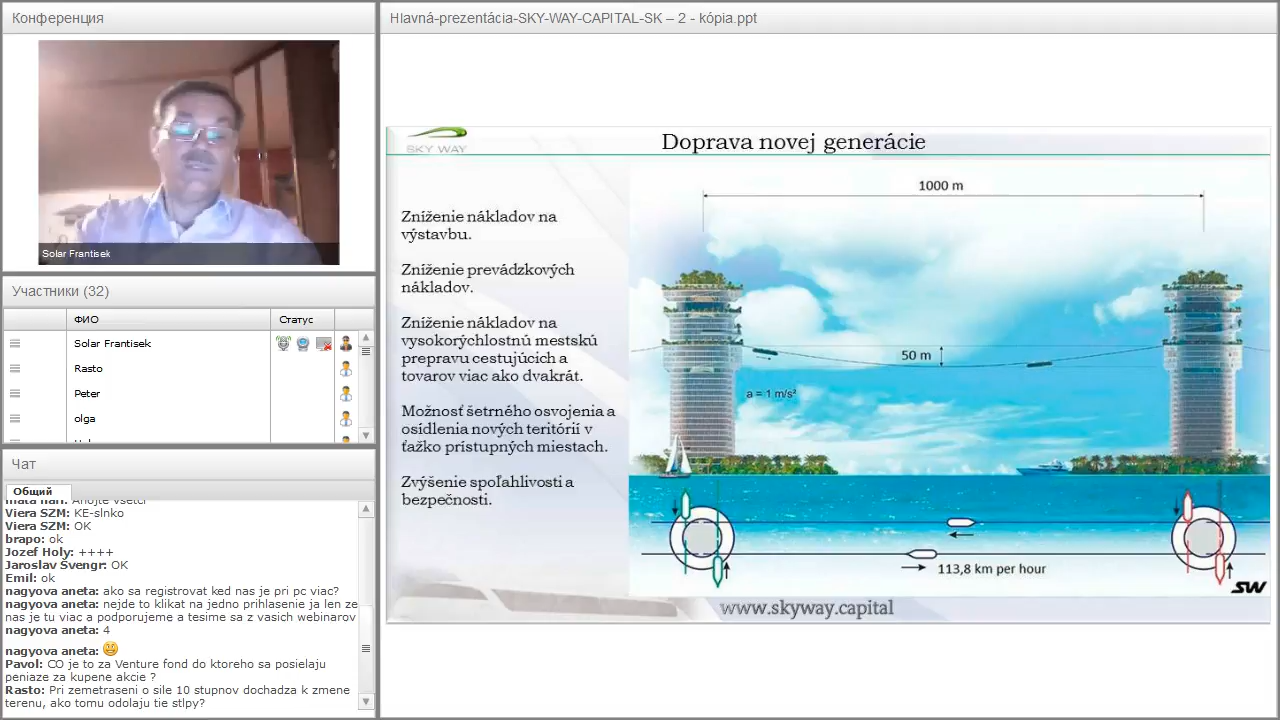 Конференция
Solar Frantisek
Участники (32)
ФИО
Статус
Solar Frantisek
Rasto
Peter
olga
Чат
Общий
mata hari: Ahojte vsetci
Viera SZM: KE-slnko
Viera SZM: OK
brapo: ok
Jozef Holy: ++++
Jaroslav Švengr: OK
Emil: ok
nagyova aneta: ako sa registrovat ked nas je pri pc viac?
nagyova aneta: nejde to klikat na jedno prihlasenie ja len ze
nas je tu viac a podporujeme a tesime sa z vasich webinarov
nagyova aneta: 4
nagyova aneta:
Pavol: CO je to za Venture fond do ktoreho sa posielaju
peniaze za kupene akcie ?
Rasto: Pri zemetraseni o sile 10 stupnov dochadza k zmene
terenu, ako tomu odolaju tie stlpy?
Hlavná-prezentácia-SKY-WAY-CAPITAL-SK – 2 - kópia.ppt
SKY WAY
Doprava novej generácie
Zníženie nákladov na
výstavbu.
Zníženie prevádzkových
nákladov.
Zníženie nákladov na
vysokorýchlostnú mestskú
prepravu cestujúcich a
tovarov viac ako dvakrát.
Možnosť šetrného osvojenia a
osídlenia nových teritórií v
ťažko prístupných miestach.
Zvýšenie spoľahlivosti a
bezpečnosti.
1000 m
50 m
a = 1 m/s²
113,8 km per hour
SW
www.skyway.capital